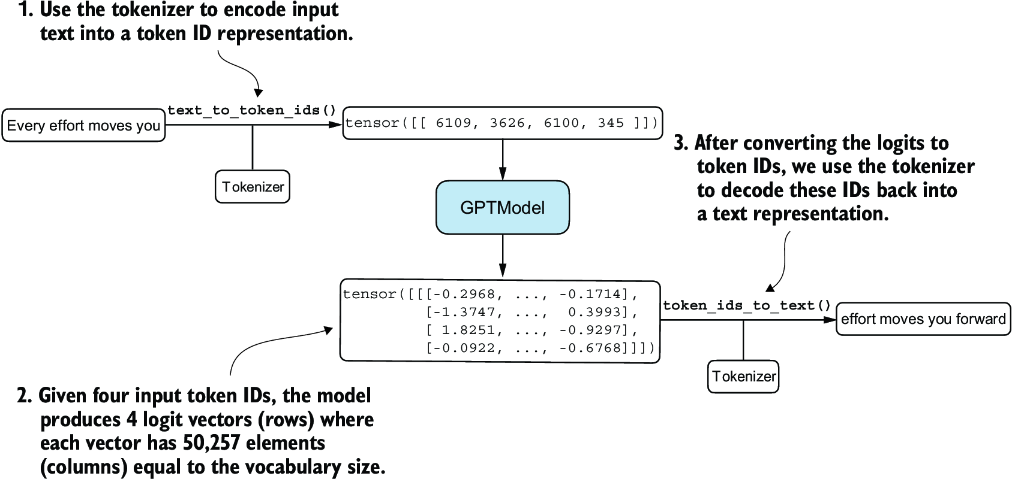 1. Use the tokenizer to encode input
text into a token ID representation.
text_to_token_ids()
Every effort moves you
tensor([[ 6109, 3626, 6100, 345 ]])
Tokenizer
3. After converting the logits to
token IDs, we use the tokenizer
to decode these IDs back into
a text representation.
GPTModel
tensor([[[-0.2968, ..., -0.1714],
[-1.3747, ..., 0.3993],
[ 1.8251, ..., -0.9297],
[-0.0922, ..., -0.6768]]])
token_ids_to_text()
effort moves you forward
Tokenizer
2. Given four input token IDs, the model
produces 4 logit vectors (rows) where
each vector has 50,257 elements
(columns) equal to the vocabulary size.